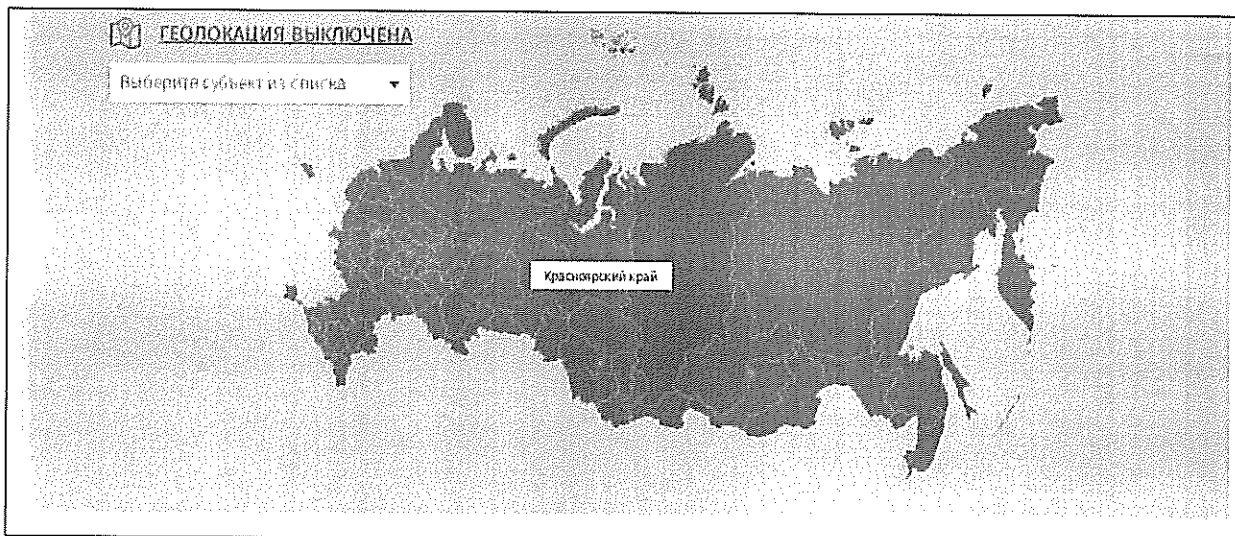 ГЕОЛОКАЦИЯ ВЫКЛЮЧЕНА
Выберите субъект из списка
Красноярский край